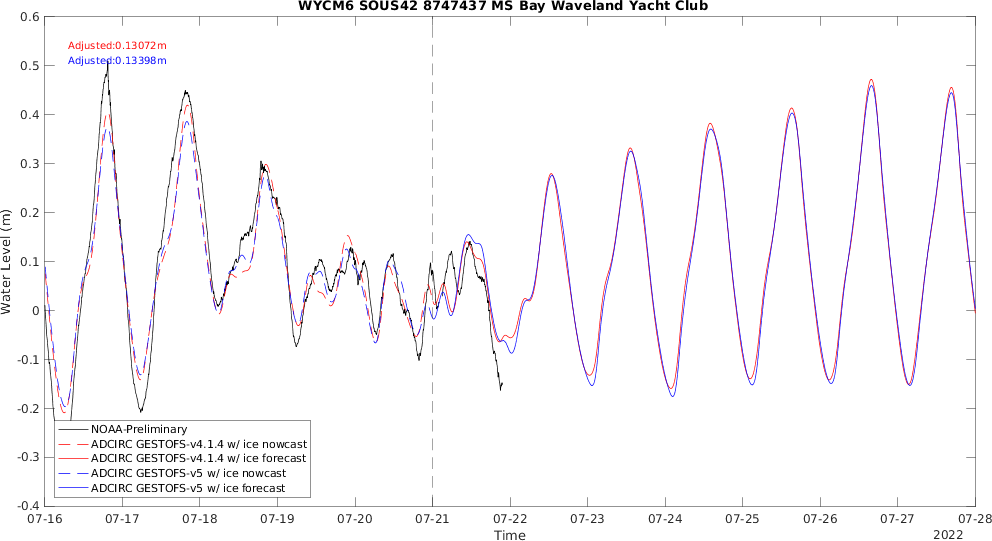 WYCM6 SOUS42 8747437 MS Bay Waveland Yacht Club
Adjusted:0.13072m
Adjusted:0.13398m
Water Level (m)
0.6
0.5
0.4
0.3
0.2
0.1
0
-0.1
-0.2
-0.3
-0.4
NOAA-Preliminary
ADCIRC GESTOFS-v4.1.4 w/ ice nowcast
ADCIRC GESTOFS-v4.1.4 w/ ice forecast
ADCIRC GESTOFS-v5 w/ ice nowcast
ADCIRC GESTOFS-v5 w/ ice forecast
07-16 07-17 07-18 07-19 07-20 07-21 07-22 07-23 07-24 07-25 07-26 07-27 07-28
Time
2022